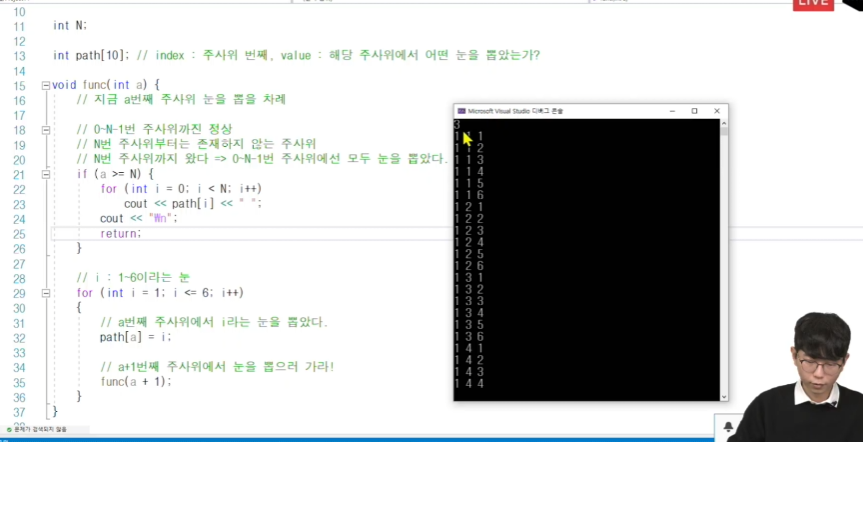 LIVE
10
11 int N;
12
13 int path[10]; // index : 주사위 번째, value : 해당 주사위에서 어떤 눈을 뽑았는가?
14
15 void func(int a) {
16 // 지금 a번째 주사위 눈을 뽑을 차례
17
18 // 0~N-1번 주사위까진 정상
19 // N번 주사위부터는 존재하지 않는 주사위
20 // N번 주사위까지 왔다 => 0~N-1번 주사위에선 모두 눈을 뽑았다.
21 if (a >= N) {
22 for (int i = 0; i < N; i++)
23 cout << path[i] << " ";
24 cout << "₩n";
25 return;
26 }
27
28 // i : 1~6이라는 눈
29 for (int i = 1; i <= 6; i++)
30 {
31 // a번째 주사위에서 i라는 눈을 뽑았다.
32 path[a] = i;
33
34 // a+1번째 주사위에서 눈을 뽑으러 가라!
35 func(a + 1);
36 }
37 }
문제가 검색되지 않음
Microsoft Visual Studio 디버그 콘솔
3
1 1 1
1 1 2
1 1 3
1 1 4
1 1 5
1 1 6
1 2 1
1 2 2
1 2 3
1 2 4
1 2 5
1 2 6
1 3 1
1 3 2
1 3 3
1 3 4
1 3 5
1 3 6
1 4 1
1 4 2
1 4 3
1 4 4